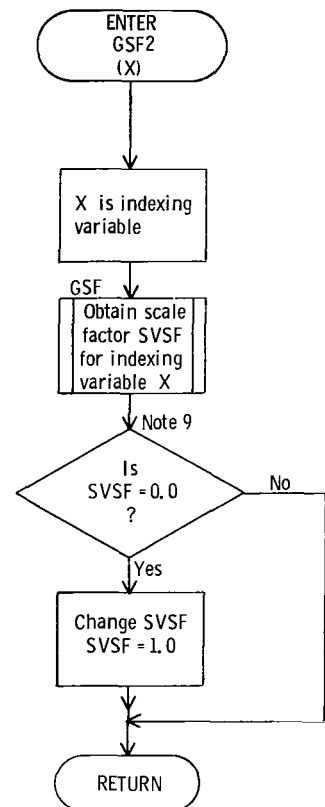 ENTER
GSF2
(X)
X is indexing
variable
GSF
Obtain scale
factor SVSF
for indexing
variable X
Note 9
Is
SVSF = 0.0
?
No
Yes
Change SVSF
SVSF = 1.0
RETURN